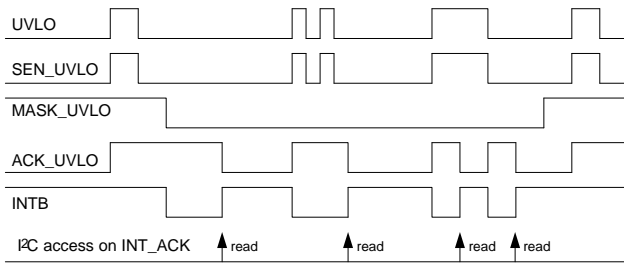 UVLO
SEN_UVLO
MASK_UVLO
ACK_UVLO
INTB
I²C access on INT_ACK read read read read